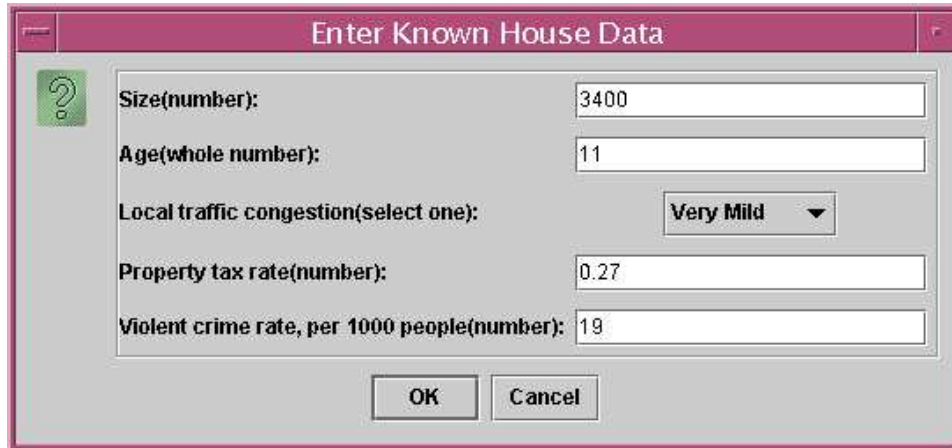 Enter Known House Data
Size(number): 3400
Age(whole number): 11
Local traffic congestion(select one): Very Mild
Property tax rate(number): 0.27
Violent crime rate, per 1000 people(number): 19
OK Cancel